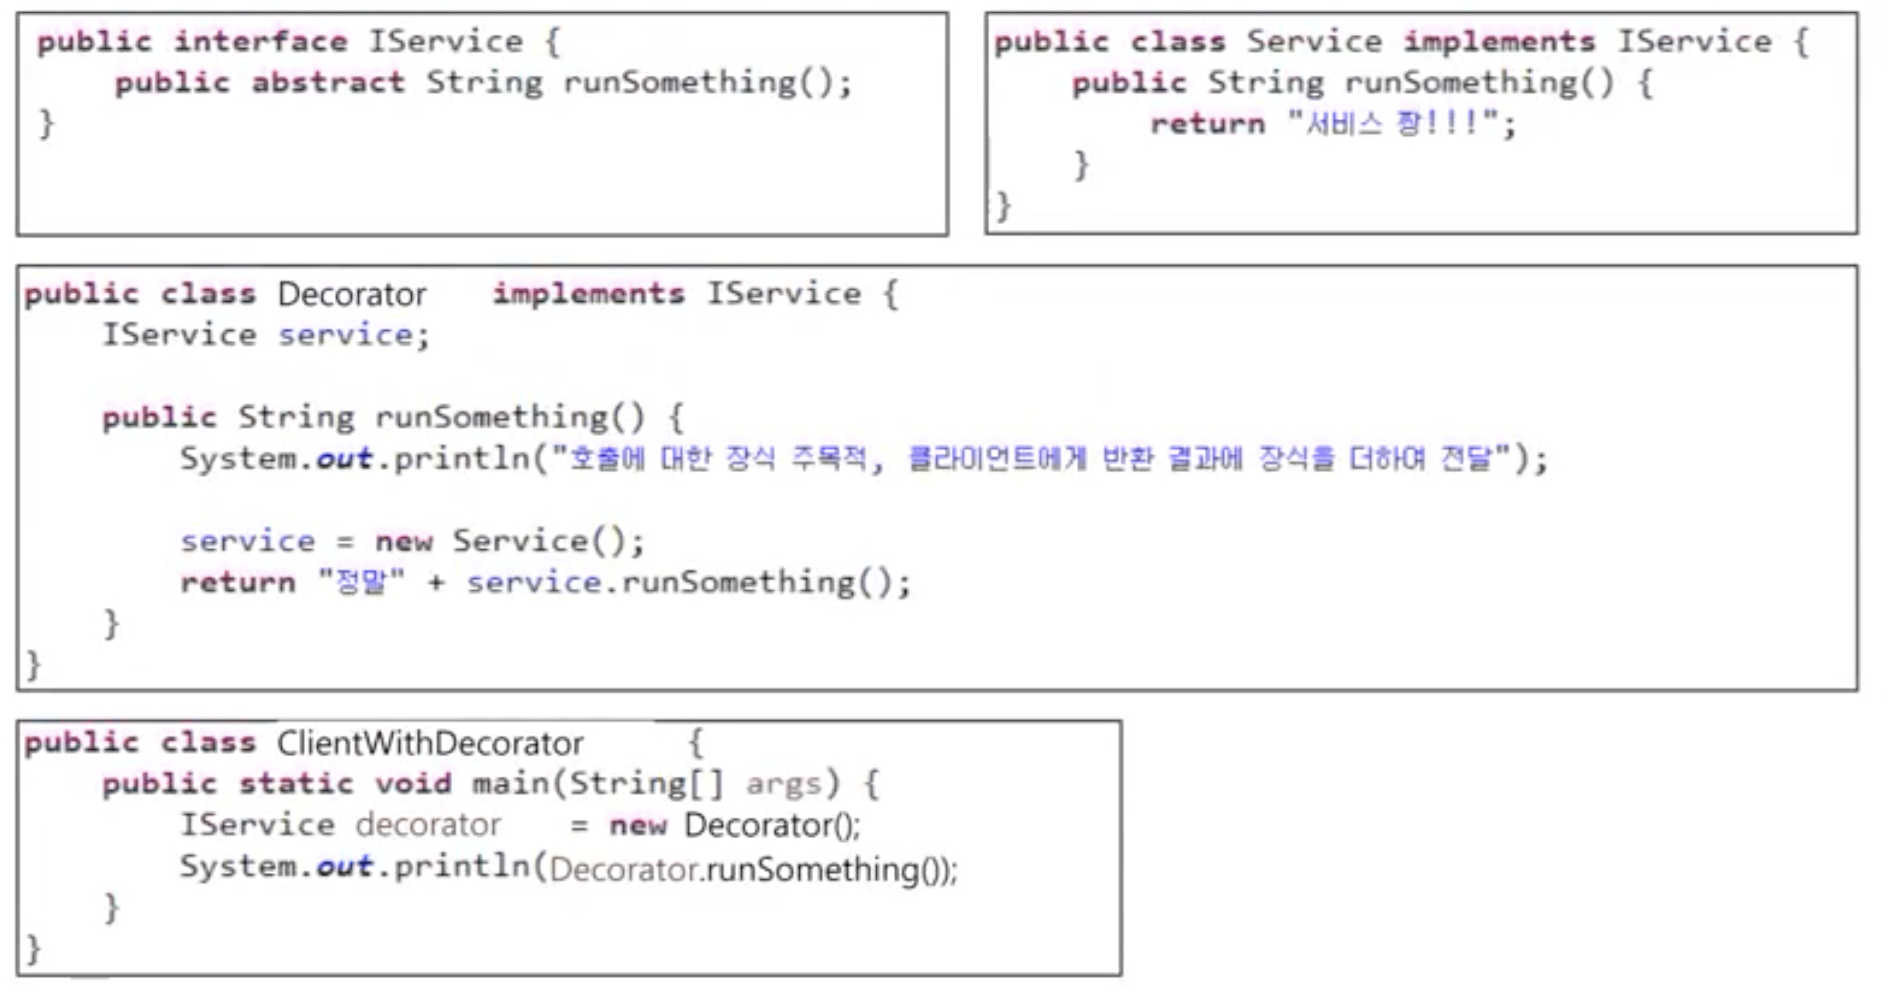 public interface IService {
public abstract String runSomething();
}
public class Service implements IService {
public String runSomething() {
return "서비스 짱!!!";
}
}
public class Decorator implements IService {
IService service;
public String runSomething() {
System.out.println("호출에 대한 장식 주목적, 클라이언트에게 반환 결과에 장식을 더하여 전달");
service = new Service();
return "정말" + service.runSomething();
}
}
public class ClientWithDecorator {
public static void main(String[] args) {
IService decorator = new Decorator();
System.out.println(Decorator.runSomething());
}
}